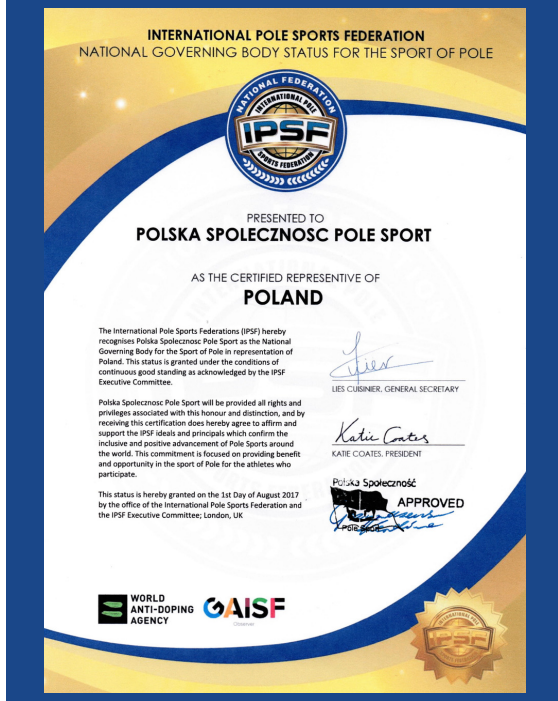 INTERNATIONAL POLE SPORTS FEDERATION
NATIONAL GOVERNING BODY STATUS FOR THE SPORT OF POLE
NATIONAL FEDERATION
INTERNATIONAL POLE
IPSF
SPORTS FEDERATION
PRESENTED TO
POLSKA SPOLECZNOSC POLE SPORT
AS THE CERTIFIED REPRESENTIVE OF
POLAND
The International Pole Sports Federations (IPSF) hereby
recognises Polska Spolecznosc Pole Sport as the National
Governing Body for the Sport of Pole in representation of
Poland. This status is granted under the conditions of
continuous good standing as acknowledged by the IPSF
Executive Committee.
Polska Spolecznosc Pole Sport will be provided all rights and
privileges associated with this honour and distinction, and by
receiving this certification does hereby agree to affirm and
support the IPSF ideals and principals which confirm the
inclusive and positive advancement of Pole Sports around
the world. This commitment is focused on providing benefit
and opportunity in the sport of Pole for the athletes who
participate.
This status is hereby granted on the 1st Day of August 2017
by the office of the International Pole Sports Federation and
the IPSF Executive Committee; London, UK
LIES CUISINIER, GENERAL SECRETARY
Katie Coates
KATIE COATES, PRESIDENT
Polska Społeczność
APPROVED
Pole Sport
WORLD
ANTI-DOPING
AGENCY
GAISF
Observer
INTERNATIONAL POLE
IPSF
SPORTS FEDERATION